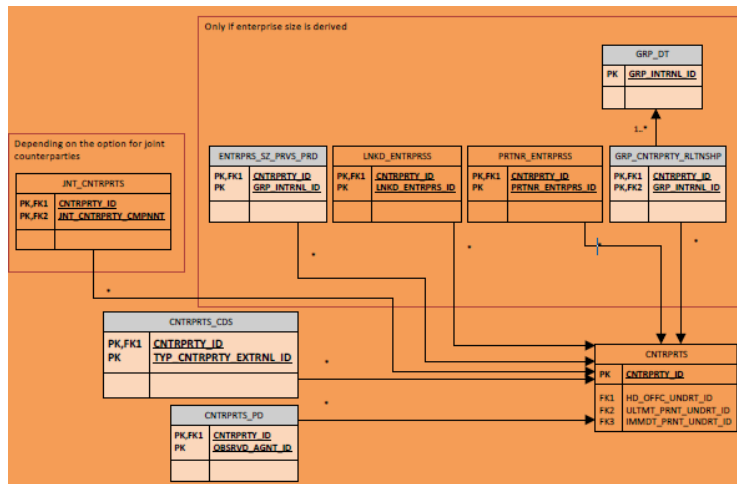 Only if enterprise size is derived
GRP_DT
PK GRP_INTRNL_ID
1..*
Depending on the option for joint
counterparties
JNT_CNTRPRTS
PK,FK1 CNTRPRTY_ID
PK,FK2 JNT_CNTRPRTY_CMPNNT
ENTRPRS_SZ_PRVS_PRD
PK,FK1 CNTRPRTY_ID
PK GRP_INTRNL_ID
LNKD_ENTRPRSS
PK,FK1 CNTRPRTY_ID
PK LNKD_ENTRPRS_ID
PRTNR_ENTRPRSS
PK,FK1 CNTRPRTY_ID
PK PRTNR_ENTRPRS_ID
GRP_CNTRPRTY_RLTNSHP
PK,FK1 CNTRPRTY_ID
PK,FK2 GRP_INTRNL_ID
*
*
*
*
*
CNTRPRTS_CDS
PK,FK1 CNTRPRTY_ID
PK TYP_CNTRPRTY_EXTRNL_ID
*
CNTRPRTS
PK CNTRPRTY_ID
FK1 HD_OFFC_UNDRT_ID
FK2 ULTMT_PRNT_UNDRT_ID
FK3 IMMDT_PRNT_UNDRT_ID
*
CNTRPRTS_PD
PK,FK1 CNTRPRTY_ID
PK OBSRVD_AGNT_ID